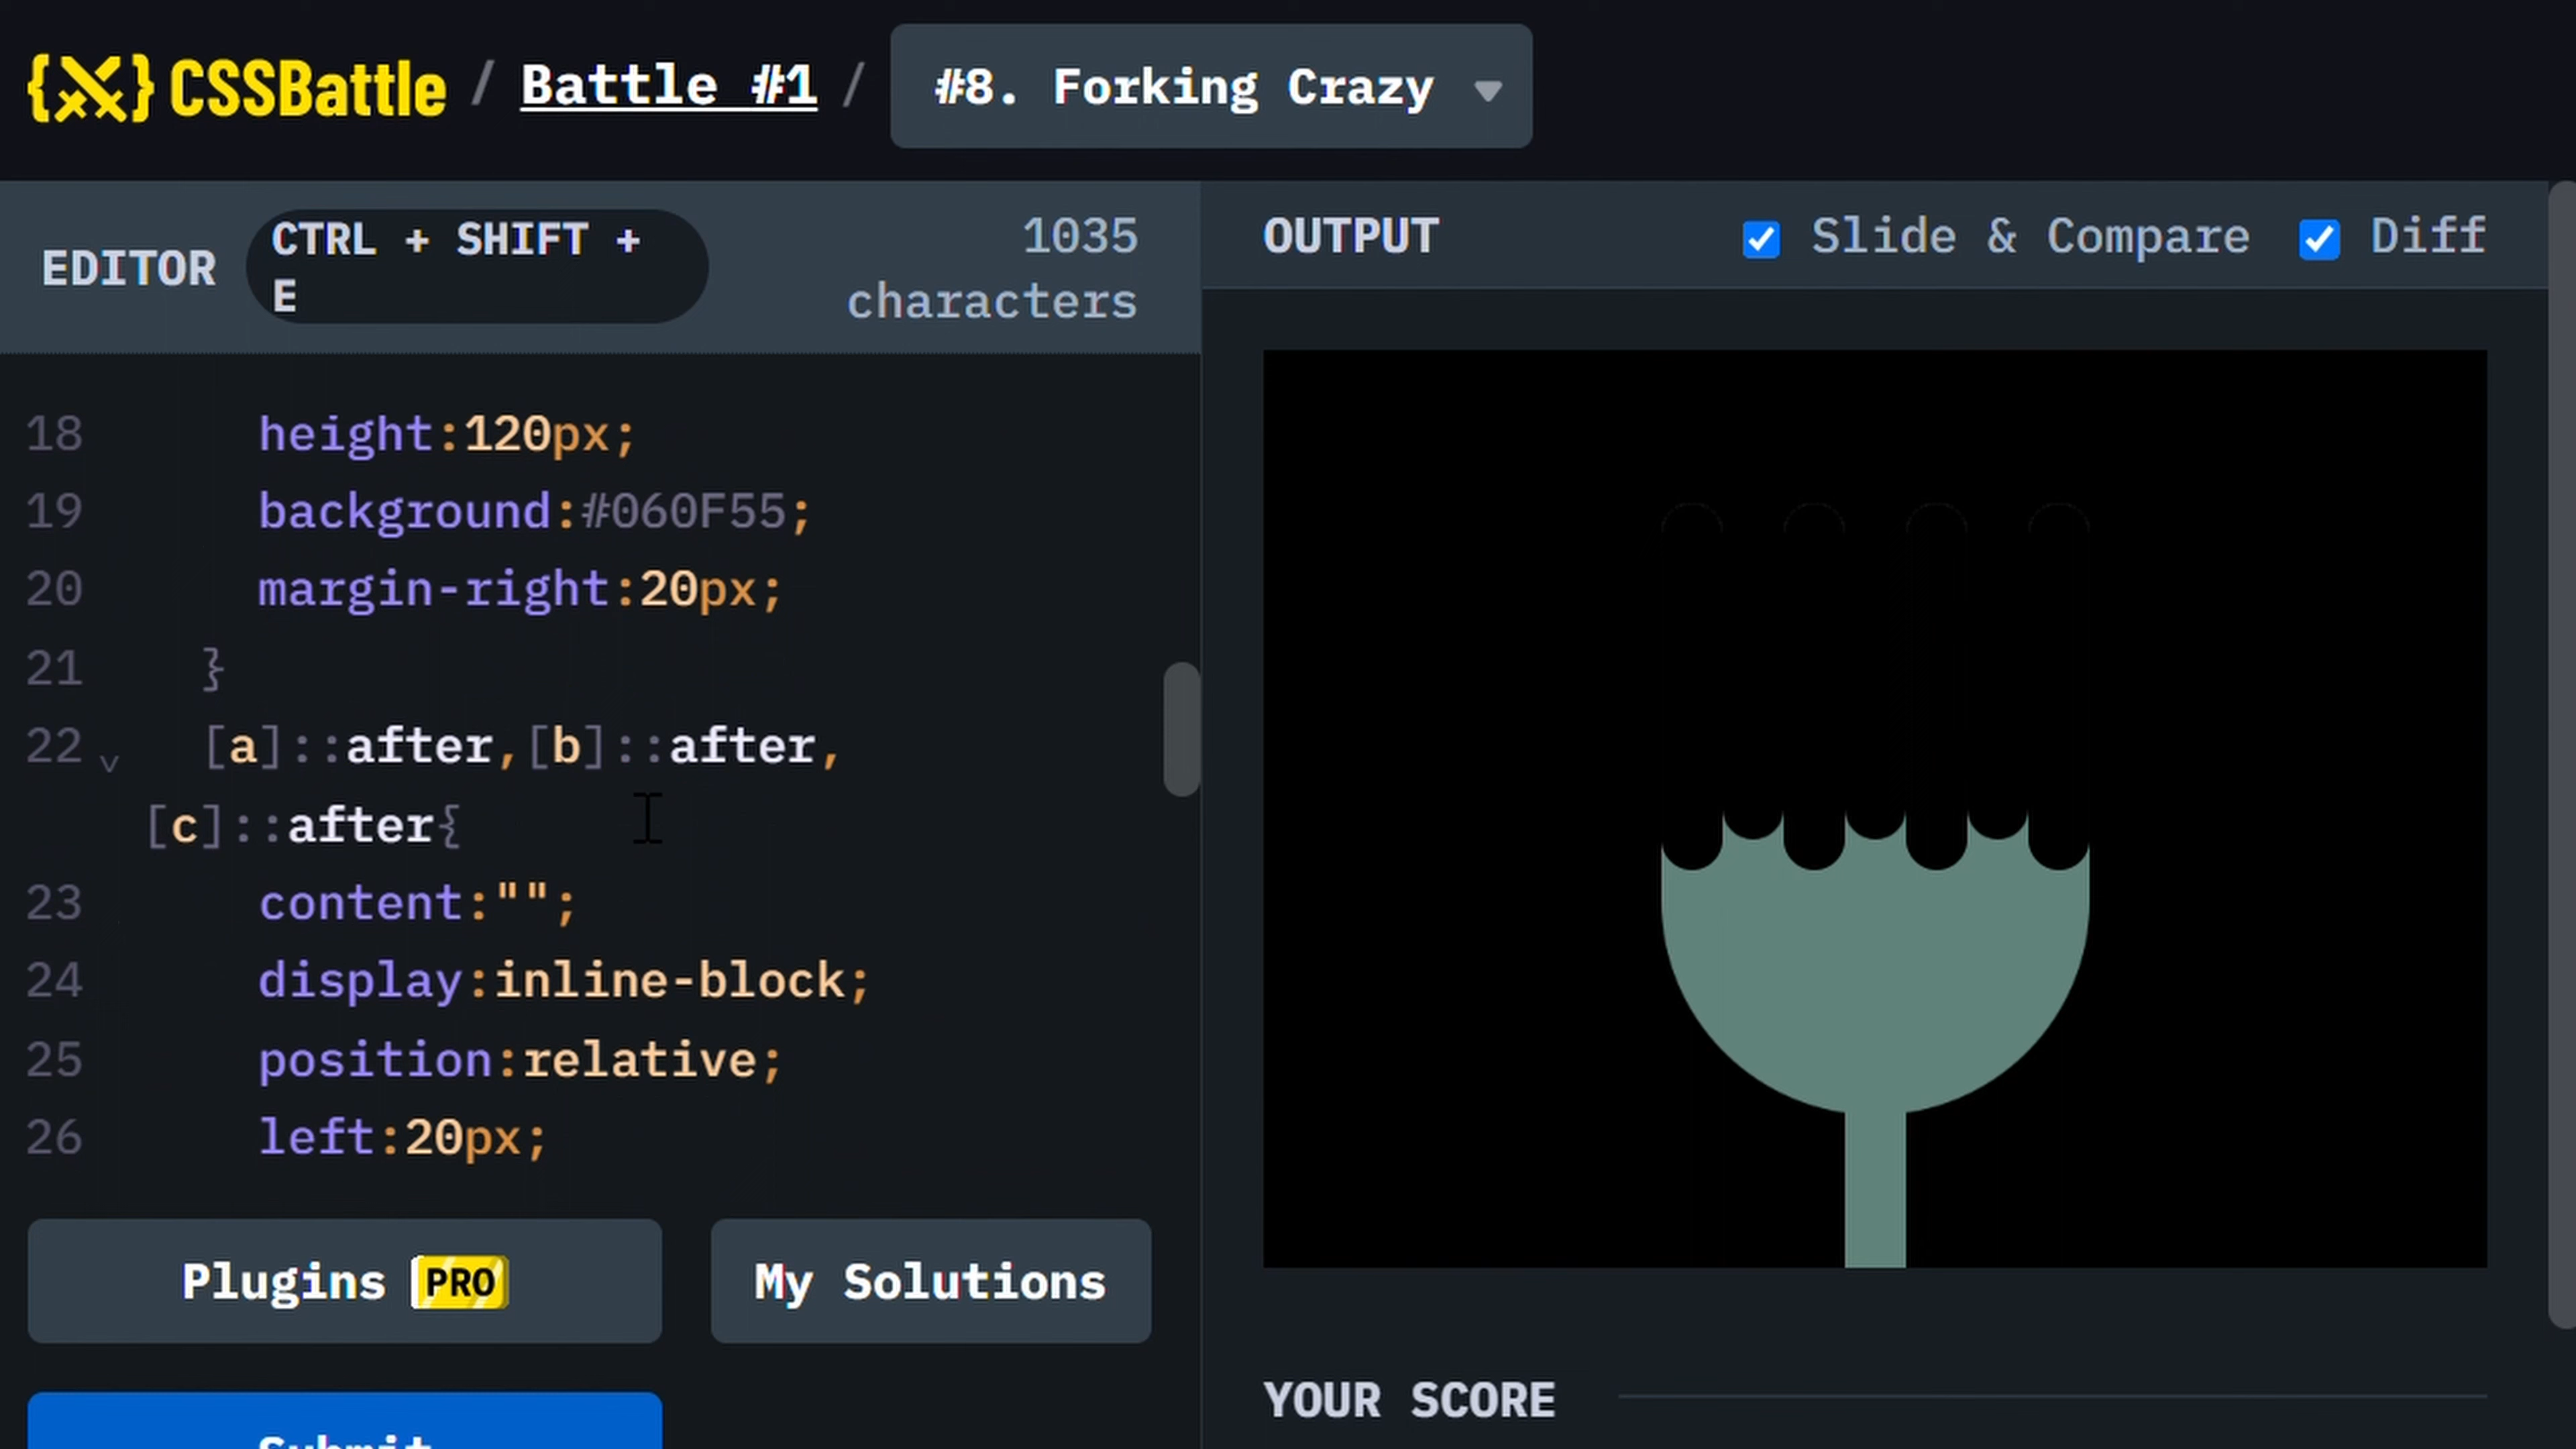 {} CSSBattle / Battle #1 / #8. Forking Crazy
EDITOR
CTRL + SHIFT +
E
1035
characters
OUTPUT
Slide & Compare
Diff
18 height:120px;
19 background:#060F55;
20 margin-right:20px;
21 }
22 [a]::after,[b]::after,
[c]::after{
23 content:"";
24 display:inline-block;
25 position:relative;
26 left:20px;
Plugins PRO
My Solutions
Submit
YOUR SCORE